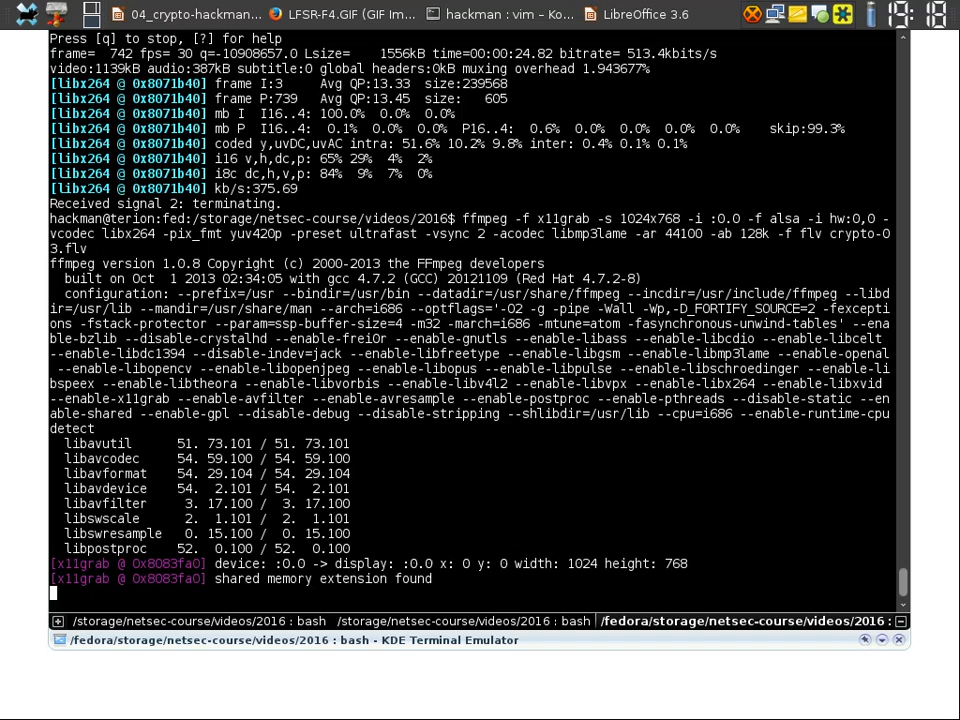 04_crypto-hackman... LFSR-F4.GIF (GIF Im... hackman : vim – Ko... LibreOffice 3.6 19: 18
Press [q] to stop, [?] for help
frame=  742 fps= 30 q=-10908657.0 Lsize=    1556kB time=00:00:24.82 bitrate= 513.4kbits/s
video:1139kB audio:387kB subtitle:0 global headers:0kB muxing overhead 1.943677%
[libx264 @ 0x8071b40] frame I:3     Avg QP:13.33  size:239568
[libx264 @ 0x8071b40] frame P:739   Avg QP:13.45  size:   605
[libx264 @ 0x8071b40] mb I  I16..4: 100.0%  0.0%  0.0%
[libx264 @ 0x8071b40] mb P  I16..4:  0.1%  0.0%  0.0%  P16..4:  0.6%  0.0%  0.0%  0.0%  0.0%    skip:99.3%
[libx264 @ 0x8071b40] coded y,uvDC,uvAC intra: 51.6% 10.2% 9.8% inter: 0.4% 0.1% 0.1%
[libx264 @ 0x8071b40] i16 v,h,dc,p: 65% 29%  4%  2%
[libx264 @ 0x8071b40] i8c dc,h,v,p: 84%  9%  7%  0%
[libx264 @ 0x8071b40] kb/s:375.69
Received signal 2: terminating.
hackman@terion:fed:/storage/netsec-course/videos/2016$ ffmpeg -f x11grab -s 1024x768 -i :0.0 -f alsa -i hw:0,0 -
vcodec libx264 -pix_fmt yuv420p -preset ultrafast -vsync 2 -acodec libmp3lame -ar 44100 -ab 128k -f flv crypto-0
3.flv
ffmpeg version 1.0.8 Copyright (c) 2000-2013 the FFmpeg developers
  built on Oct  1 2013 02:34:05 with gcc 4.7.2 (GCC) 20121109 (Red Hat 4.7.2-8)
  configuration: --prefix=/usr --bindir=/usr/bin --datadir=/usr/share/ffmpeg --incdir=/usr/include/ffmpeg --libd
ir=/usr/lib --mandir=/usr/share/man --arch=i686 --optflags='-O2 -g -pipe -Wall -Wp,-D_FORTIFY_SOURCE=2 -fexcepti
ons -fstack-protector --param=ssp-buffer-size=4 -m32 -march=i686 -mtune=atom -fasynchronous-unwind-tables' --ena
ble-bzlib --disable-crystalhd --enable-frei0r --enable-gnutls --enable-libass --enable-libcdio --enable-libcelt
--enable-libdc1394 --disable-indev=jack --enable-libfreetype --enable-libgsm --enable-libmp3lame --enable-openal
 --enable-libopencv --enable-libopenjpeg --enable-libopus --enable-libpulse --enable-libschroedinger --enable-li
bspeex --enable-libtheora --enable-libvorbis --enable-libv4l2 --enable-libvpx --enable-libx264 --enable-libxvid
--enable-x11grab --enable-avfilter --enable-avresample --enable-postproc --enable-pthreads --disable-static --en
able-shared --enable-gpl --disable-debug --disable-stripping --shlibdir=/usr/lib --cpu=i686 --enable-runtime-cpu
detect
  libavutil      51. 73.101 / 51. 73.101
  libavcodec     54. 59.100 / 54. 59.100
  libavformat    54. 29.104 / 54. 29.104
  libavdevice    54.  2.101 / 54.  2.101
  libavfilter     3. 17.100 /  3. 17.100
  libswscale      2.  1.101 /  2.  1.101
  libswresample   0. 15.100 /  0. 15.100
  libpostproc    52.  0.100 / 52.  0.100
[x11grab @ 0x8083fa0] device: :0.0 -> display: :0.0 x: 0 y: 0 width: 1024 height: 768
[x11grab @ 0x8083fa0] shared memory extension found
/storage/netsec-course/videos/2016 : bash /storage/netsec-course/videos/2016 : bash /fedora/storage/netsec-course/videos/2016 :
/fedora/storage/netsec-course/videos/2016 : bash - KDE Terminal Emulator